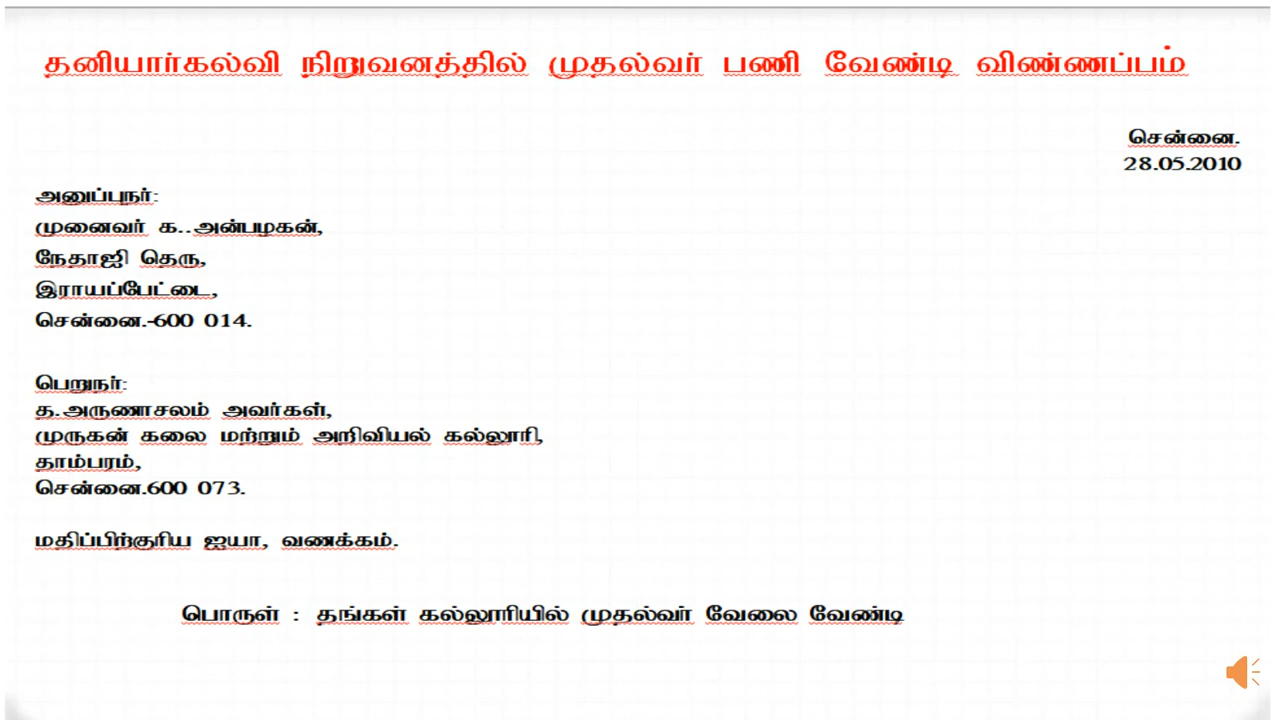 தனியார்கல்வி நிறுவனத்தில் முதல்வர் பணி வேண்டி விண்ணப்பம்
சென்னை.
28.05.2010
அனுப்புநர்:
முனைவர் க..அன்பழகன்,
நேதாஜி தெரு,
இராயப்பேட்டை,
சென்னை.-600 014.
பெறுநர்:
த.அருணாசலம் அவர்கள்,
முருகன் கலை மற்றும் அறிவியல் கல்லூரி,
தாம்பரம்,
சென்னை.600 073.
மதிப்பிற்குரிய ஐயா, வணக்கம்.
பொருள் : தங்கள் கல்லூரியில் முதல்வர் வேலை வேண்டி